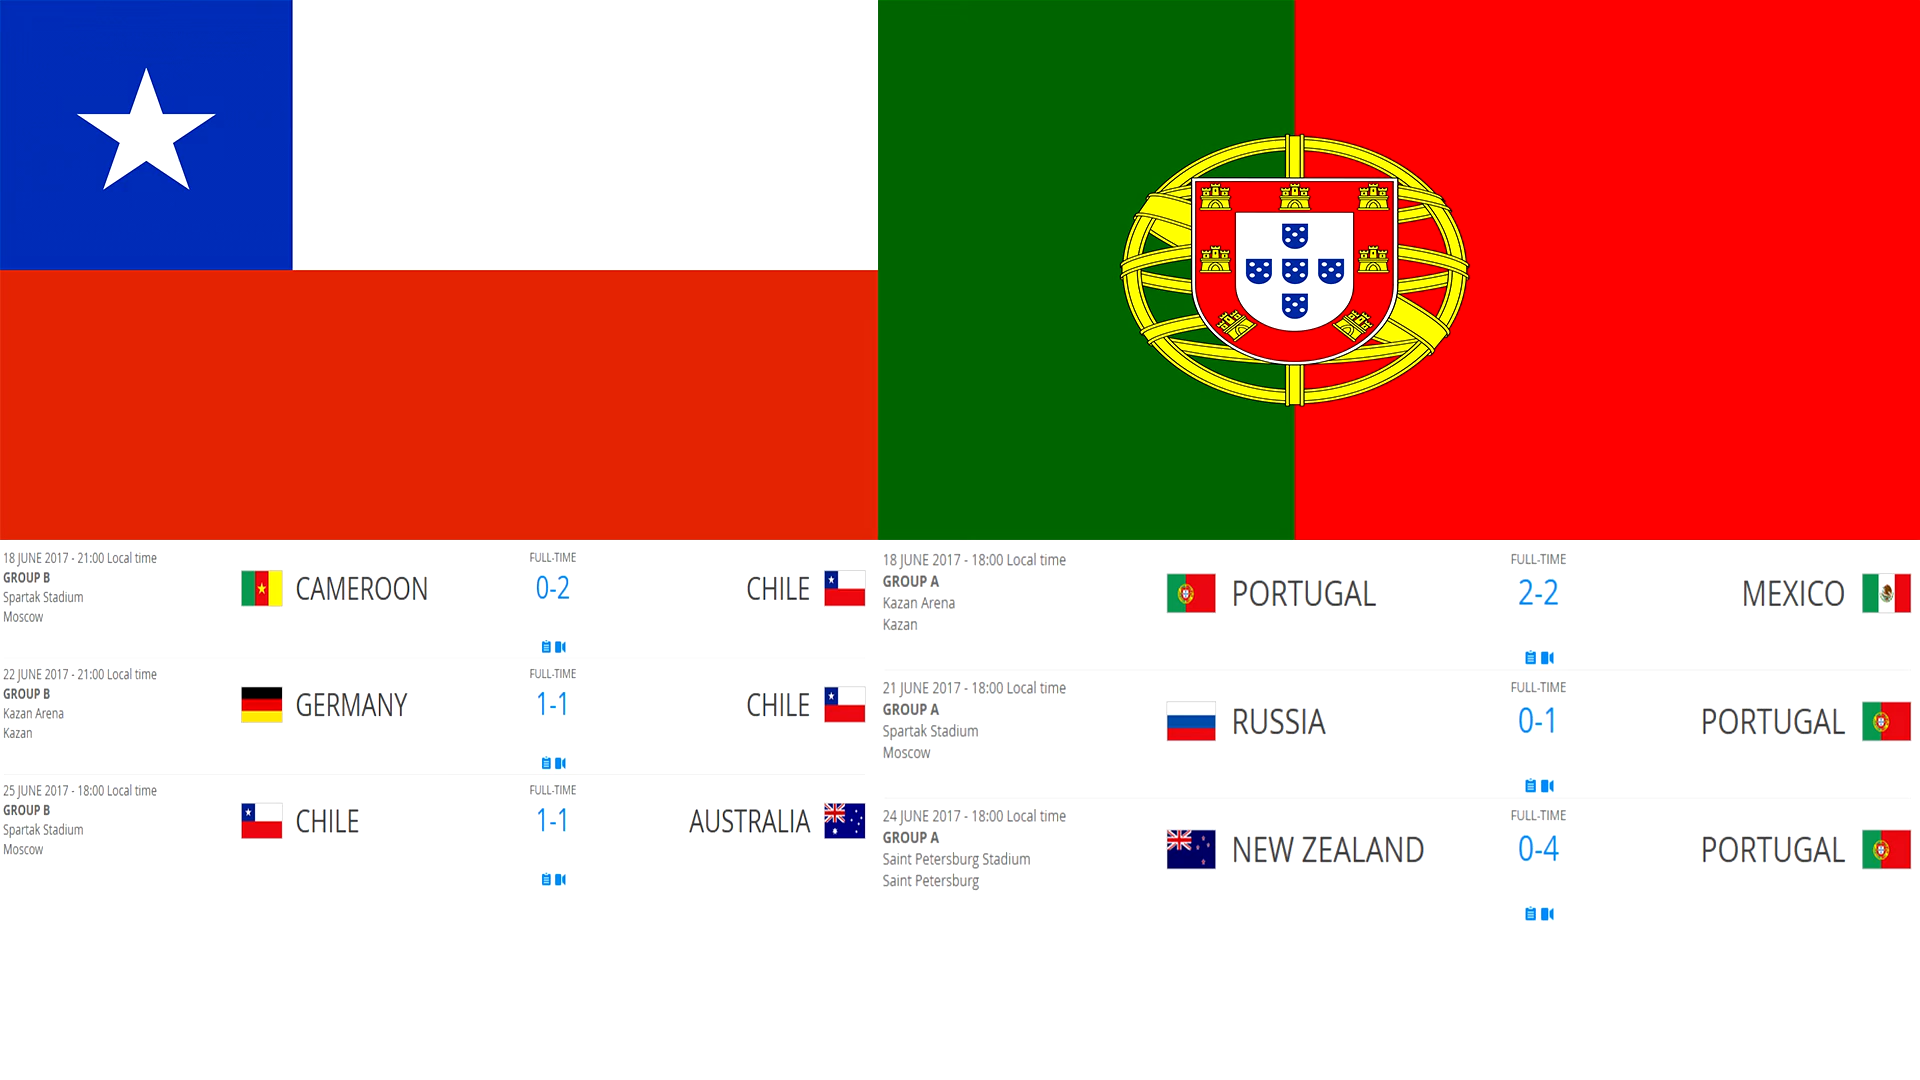 18 JUNE 2017 - 21:00 Local time
GROUP B
Spartak Stadium
Moscow
CAMEROON
FULL-TIME
0-2
CHILE
22 JUNE 2017 - 21:00 Local time
GROUP B
Kazan Arena
Kazan
GERMANY
FULL-TIME
1-1
CHILE
25 JUNE 2017 - 18:00 Local time
GROUP B
Spartak Stadium
Moscow
CHILE
FULL-TIME
1-1
AUSTRALIA
18 JUNE 2017 - 18:00 Local time
GROUP A
Kazan Arena
Kazan
PORTUGAL
FULL-TIME
2-2
MEXICO
21 JUNE 2017 - 18:00 Local time
GROUP A
Spartak Stadium
Moscow
RUSSIA
FULL-TIME
0-1
PORTUGAL
24 JUNE 2017 - 18:00 Local time
GROUP A
Saint Petersburg Stadium
Saint Petersburg
NEW ZEALAND
FULL-TIME
0-4
PORTUGAL